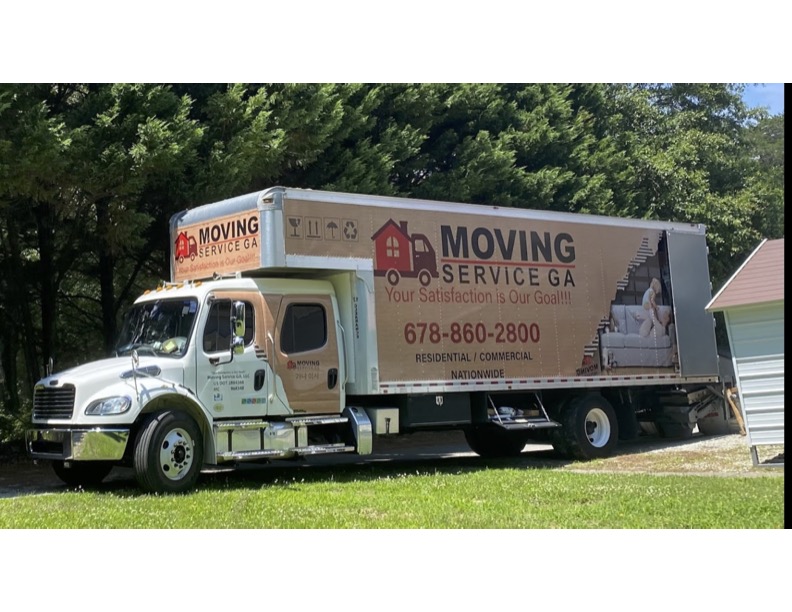 MOVING
SERVICE GA
Your Satisfaction is Our Goal!!!
MOVING
SERVICE GA
Your Satisfaction is Our Goal!!!
678-860-2800
RESIDENTIAL / COMMERCIAL
NATIONWIDE
MOVING